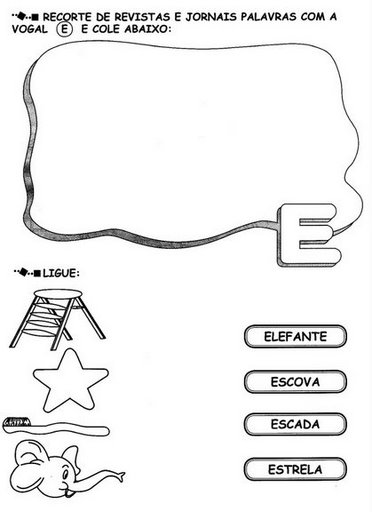 RECORTE DE REVISTAS E JORNAIS PALAVRAS COM A
VOGAL E E COLE ABAIXO:
E
LIGUE:
ELEFANTE
ESCOVA
ESCADA
ESTRELA